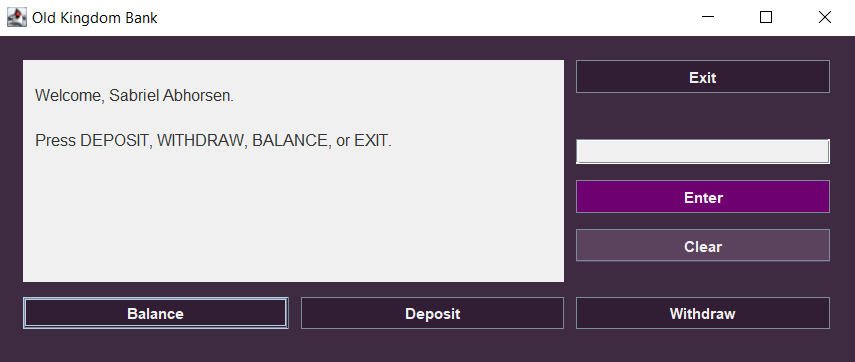 Old Kingdom Bank
Welcome, Sabriel Abhorsen.
Press DEPOSIT, WITHDRAW, BALANCE, or EXIT.
Exit
Enter
Clear
Balance
Deposit
Withdraw